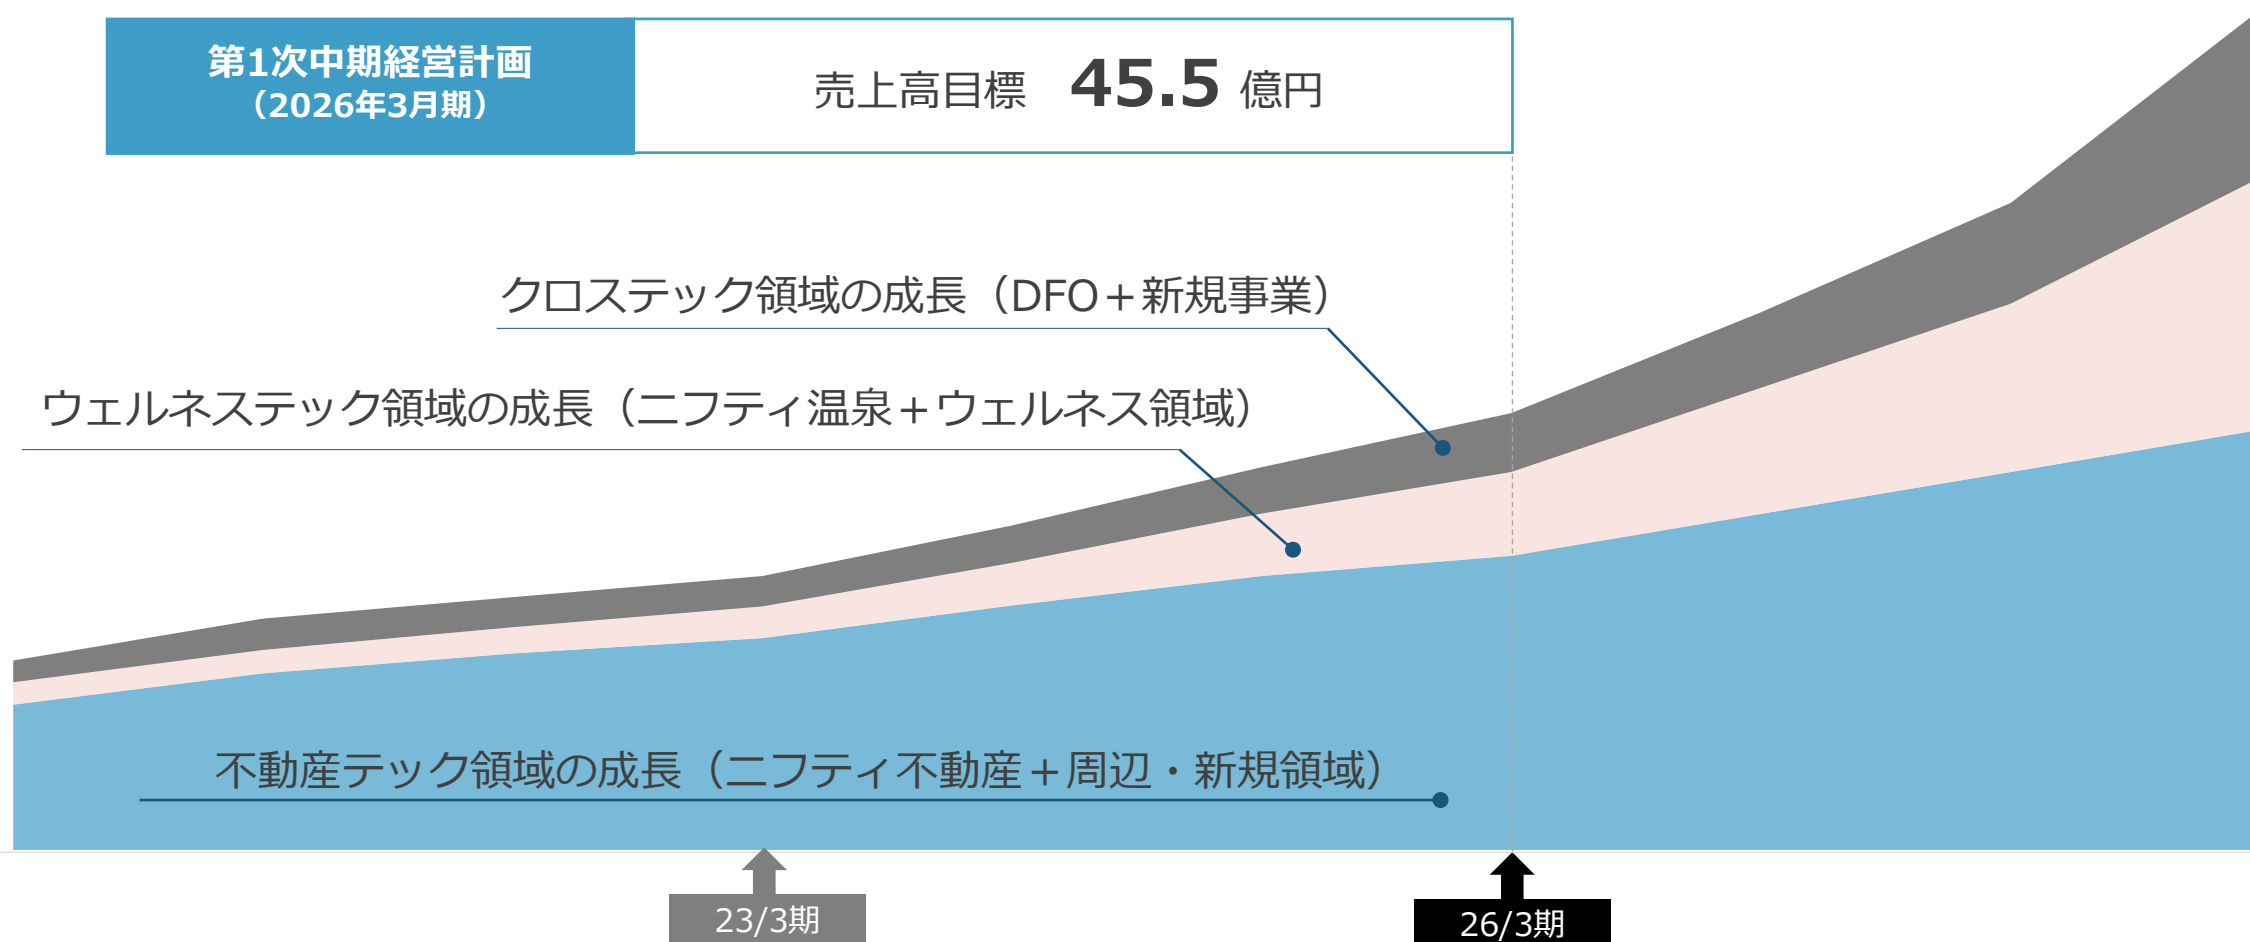 第1次中期経営計画
（2026年3月期）
売上高目標 45.5 億円
クロステック領域の成長（DFO＋新規事業）
ウェルネステック領域の成長（ニフティ温泉＋ウェルネス領域）
不動産テック領域の成長（ニフティ不動産＋周辺・新規領域）
23/3期
26/3期